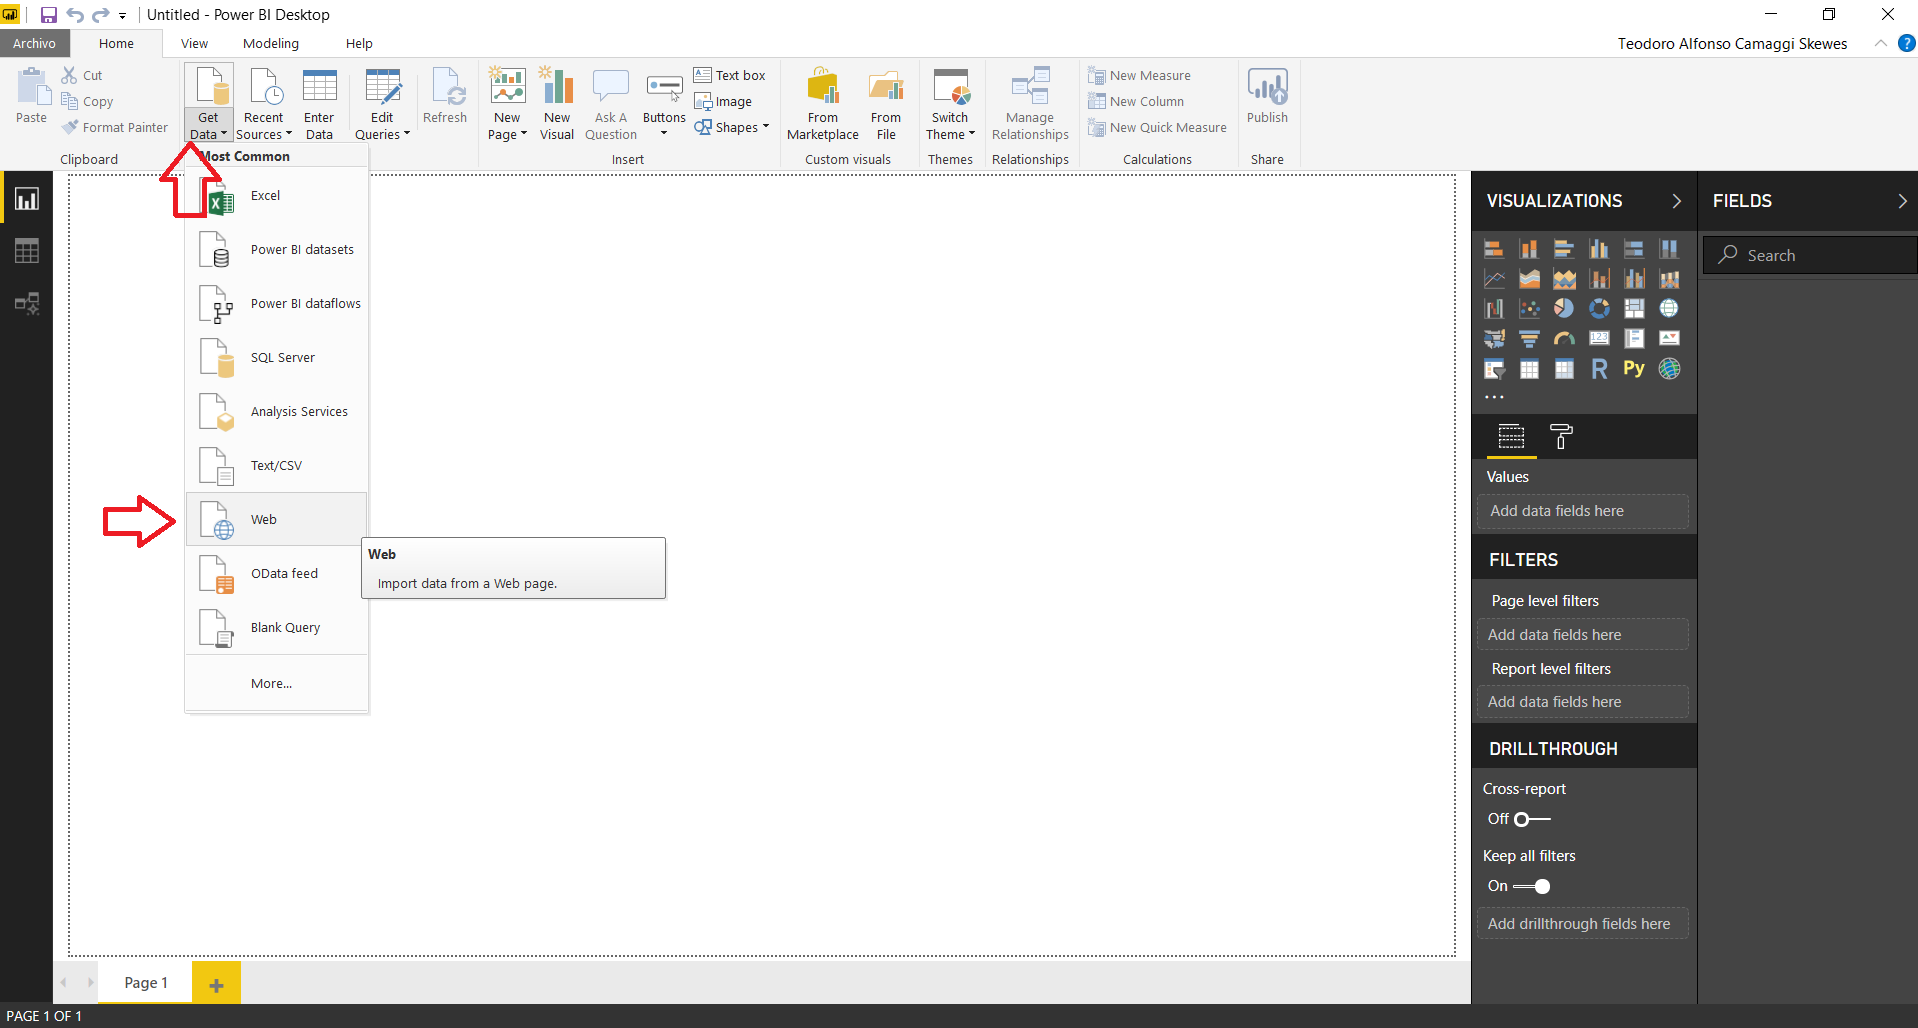 Untitled - Power BI Desktop
Archivo Home View Modeling Help Teodoro Alfonso Camaggi Skewes ?
Paste
Cut
Copy
Format Painter
Clipboard
Get Data
Recent Sources
Enter Data
Edit Queries
Refresh
New Page
New Visual
Ask A Question
Buttons
Text box
Image
Shapes
Insert
From Marketplace
From File
Custom visuals
Switch Theme
Themes
Manage Relationships
Relationships
New Measure
New Column
New Quick Measure
Calculations
Publish
Share
Most Common
Excel
Power BI datasets
Power BI dataflows
SQL Server
Analysis Services
Text/CSV
Web
OData feed
Blank Query
More...
Web
Import data from a Web page.
VISUALIZATIONS
123
R
Py
...
Values
Add data fields here
FILTERS
Page level filters
Add data fields here
Report level filters
Add data fields here
DRILLTHROUGH
Cross-report
Off
Keep all filters
On
Add drillthrough fields here
FIELDS
Search
Page 1
+
PAGE 1 OF 1